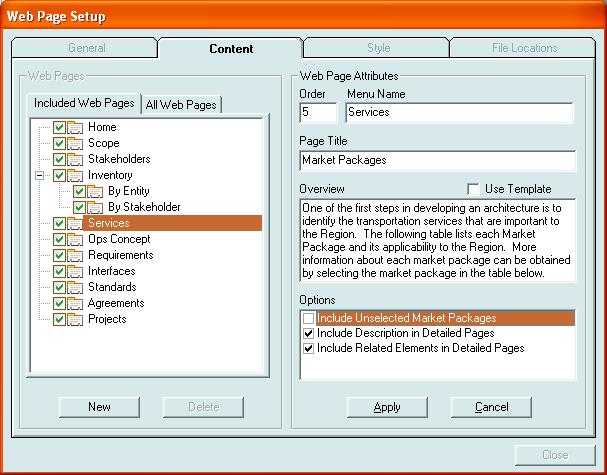 Web Page Setup
General
Content
Style
File Locations
Web Pages
Included Web Pages
All Web Pages
Home
Scope
Stakeholders
Inventory
By Entity
By Stakeholder
Services
Ops Concept
Requirements
Interfaces
Standards
Agreements
Projects
New
Delete
Web Page Attributes
Order
Menu Name
5
Services
Page Title
Market Packages
Overview
Use Template
One of the first steps in developing an architecture is to
identify the transportation services that are important to
the Region. The following table lists each Market
Package and its applicability to the Region. More
information about each market package can be obtained
by selecting the market package in the table below.
Options
Include Unselected Market Packages
Include Description in Detailed Pages
Include Related Elements in Detailed Pages
Apply
Cancel
Close